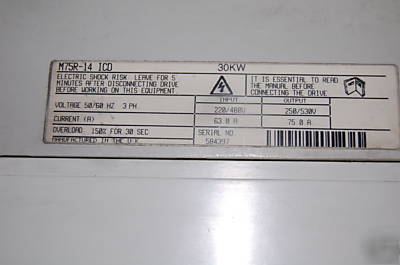 M75R-14 ICD 30KW
ELECTRIC SHOCK RISK LEAVE FOR 5
MINUTES AFTER DISCONNECTING DRIVE
BEFORE WORKING ON THIS EQUIPMENT
IT IS ESSENTIAL TO READ
THE MANUAL BEFORE
CONNECTING THE DRIVE
INPUT OUTPUT
VOLTAGE 50/60 HZ 3 PH 220/480V 250/530V
CURRENT (A) 63.0 A 75.0 A
OVERLOAD 150% FOR 30 SEC
SERIAL NO.
584397
MANUFACTURED IN THE U.K